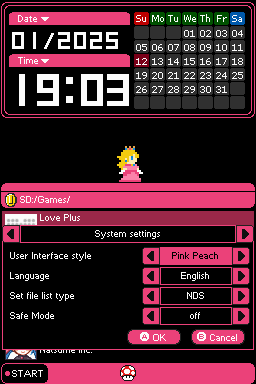 Date
01/2025
Time
19:03
Su Mo Tu We Th Fr Sa
01 02 03 04
05 06 07 08 09 10 11
12 13 14 15 16 17 18
19 20 21 22 23 24 25
26 27 28 29 30 31
SD:/Games/
Love Plus
System settings
User Interface style Pink Peach
Language English
Set file list type NDS
Safe Mode off
A OK B Cancel
Natsume Inc.
START